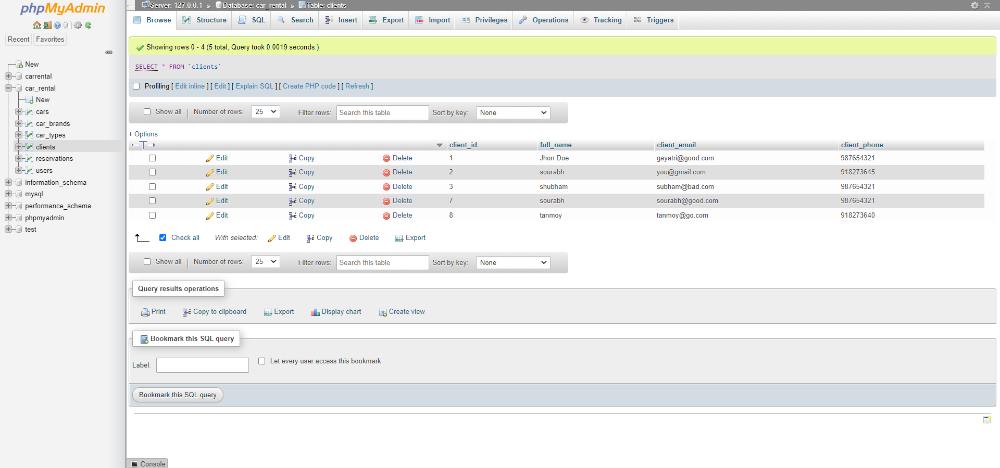 phpMyAdmin
Recent Favorites
New
carrental
car_rental
New
cars
car_brands
car_types
clients
reservations
users
information_schema
mysql
performance_schema
phpmyadmin
test
Server: 127.0.0.1 » Database: car_rental » Table: clients
Browse Structure SQL Search Insert Export Import Privileges Operations Tracking Triggers
Showing rows 0 - 4 (5 total, Query took 0.0019 seconds.)
SELECT * FROM `clients`
Profiling [ Edit inline ] [ Edit ] [ Explain SQL ] [ Create PHP code ] [ Refresh ]
Show all | Number of rows: 25 Filter rows: Search this table Sort by key: None
+ Options
←T→ client_id full_name client_email client_phone
Edit Copy Delete 1 Jhon Doe gayatri@good.com 987654321
Edit Copy Delete 2 sourabh you@gmail.com 918273645
Edit Copy Delete 3 shubham subham@bad.com 987654321
Edit Copy Delete 7 sourabh sourabh@good.com 987654321
Edit Copy Delete 8 tanmoy tanmoy@go.com 918273640
Check all With selected: Edit Copy Delete Export
Show all | Number of rows: 25 Filter rows: Search this table Sort by key: None
Query results operations
Print Copy to clipboard Export Display chart Create view
Bookmark this SQL query
Label: Let every user access this bookmark
Bookmark this SQL query
Console